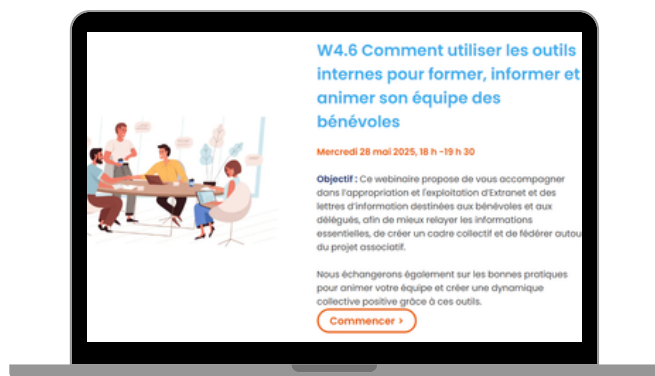 W4.6 Comment utiliser les outils
internes pour former, informer et
animer son équipe des
bénévoles
Mercredi 28 mai 2025, 18 h -19 h 30
Objectif : Ce webinaire propose de vous accompagner
dans l'appropriation et l'exploitation d'Extranet et des
lettres d'information destinées aux bénévoles et aux
délégués, afin de mieux relayer les informations
essentielles, de créer un cadre collectif et de fédérer autou
du projet associatif.
Nous échangerons également sur les bonnes pratiques
pour animer votre équipe et créer une dynamique
collective positive grâce à ces outils.
Commencer >